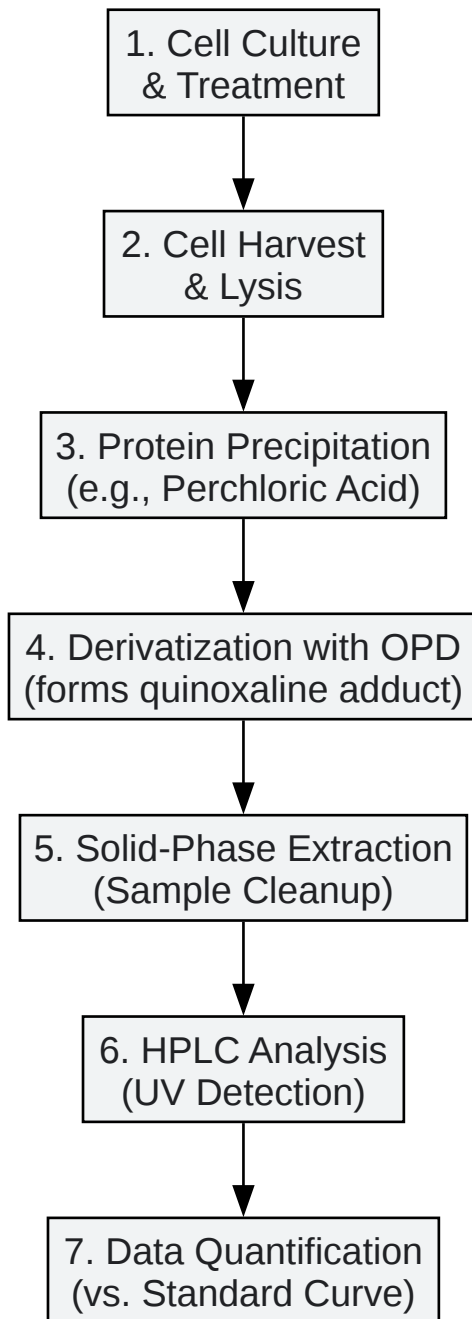 1. Cell Culture
& Treatment
2. Cell Harvest
& Lysis
3. Protein Precipitation
(e.g., Perchloric Acid)
4. Derivatization with OPD
(forms quinoxaline adduct)
5. Solid-Phase Extraction
(Sample Cleanup)
6. HPLC Analysis
(UV Detection)
7. Data Quantification
(vs. Standard Curve)